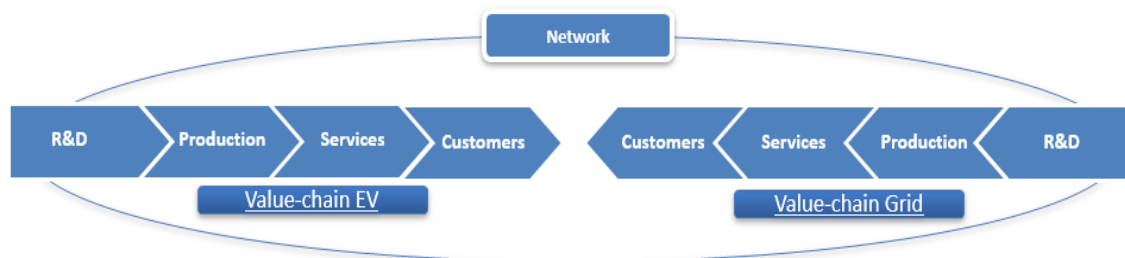 Network
R&D Production Services Customers Customers Services Production R&D
Value-chain EV Value-chain Grid